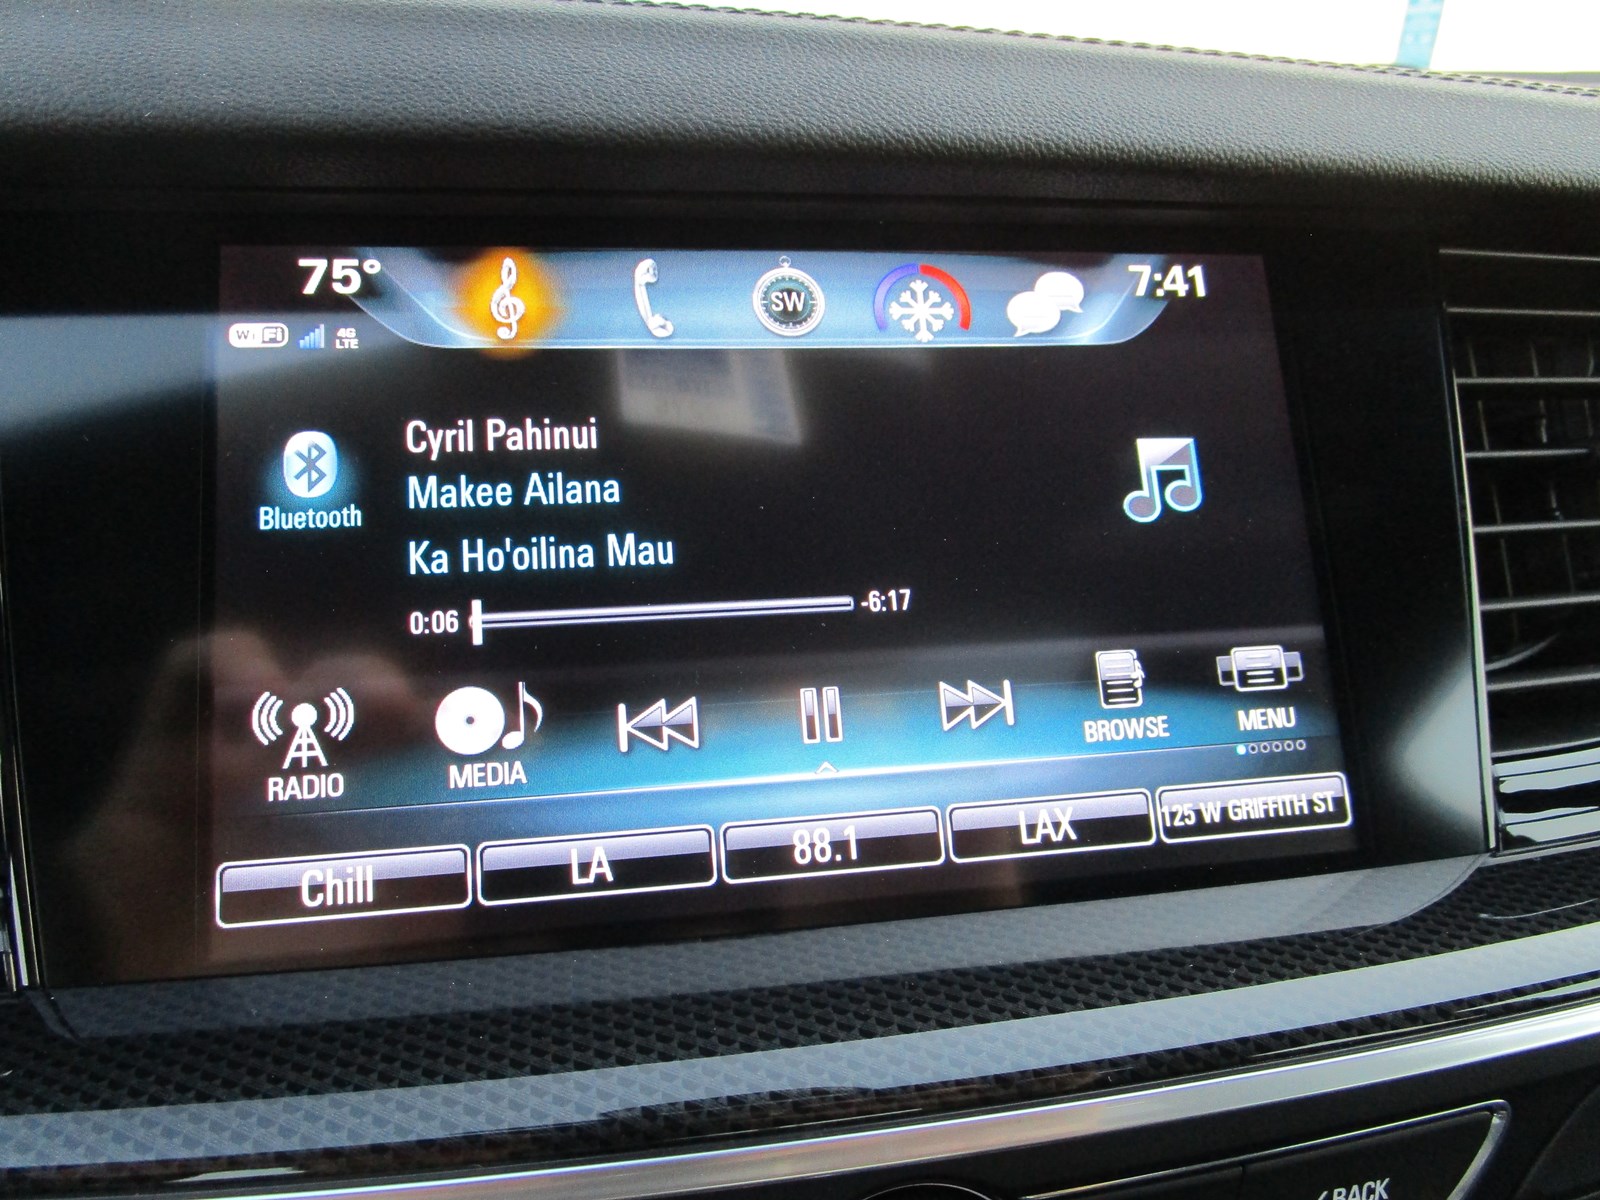 75° SW 7:41
WiFi 4G
LTE
Cyril Pahinui
Makee Ailana
Bluetooth
Ka Ho'oilina Mau
0:06 -6:17
RADIO MEDIA BROWSE MENU
Chill LA 88.1 LAX 125 W GRIFFITH ST
BACK